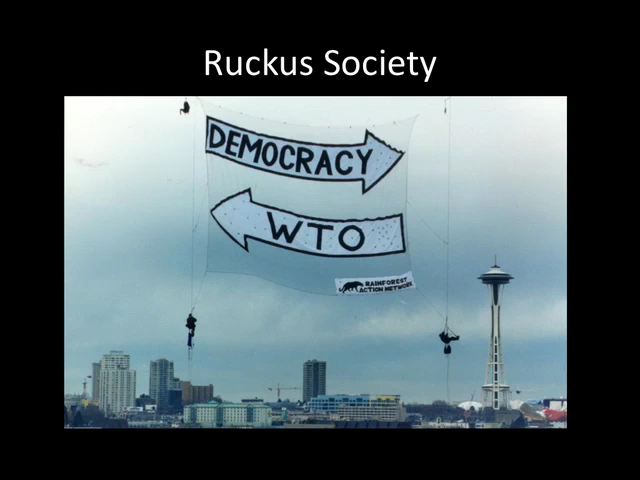 Ruckus Society
DEMOCRACY
WTO
RAINFOREST
ACTION NETWORK